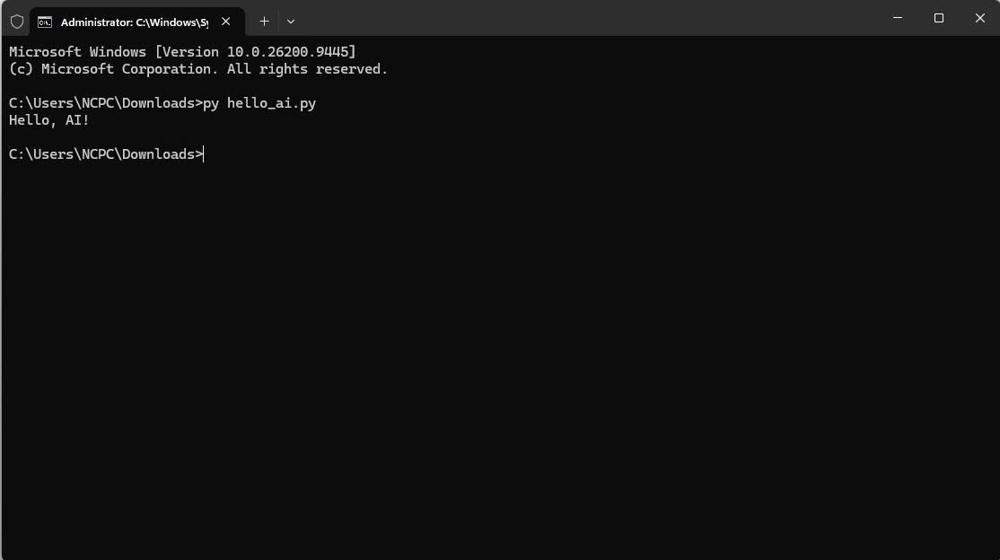 Administrator: C:\Windows\Sy
Microsoft Windows [Version 10.0.26200.9445]
(c) Microsoft Corporation. All rights reserved.
C:\Users\NCPC\Downloads>py hello_ai.py
Hello, AI!
C:\Users\NCPC\Downloads>